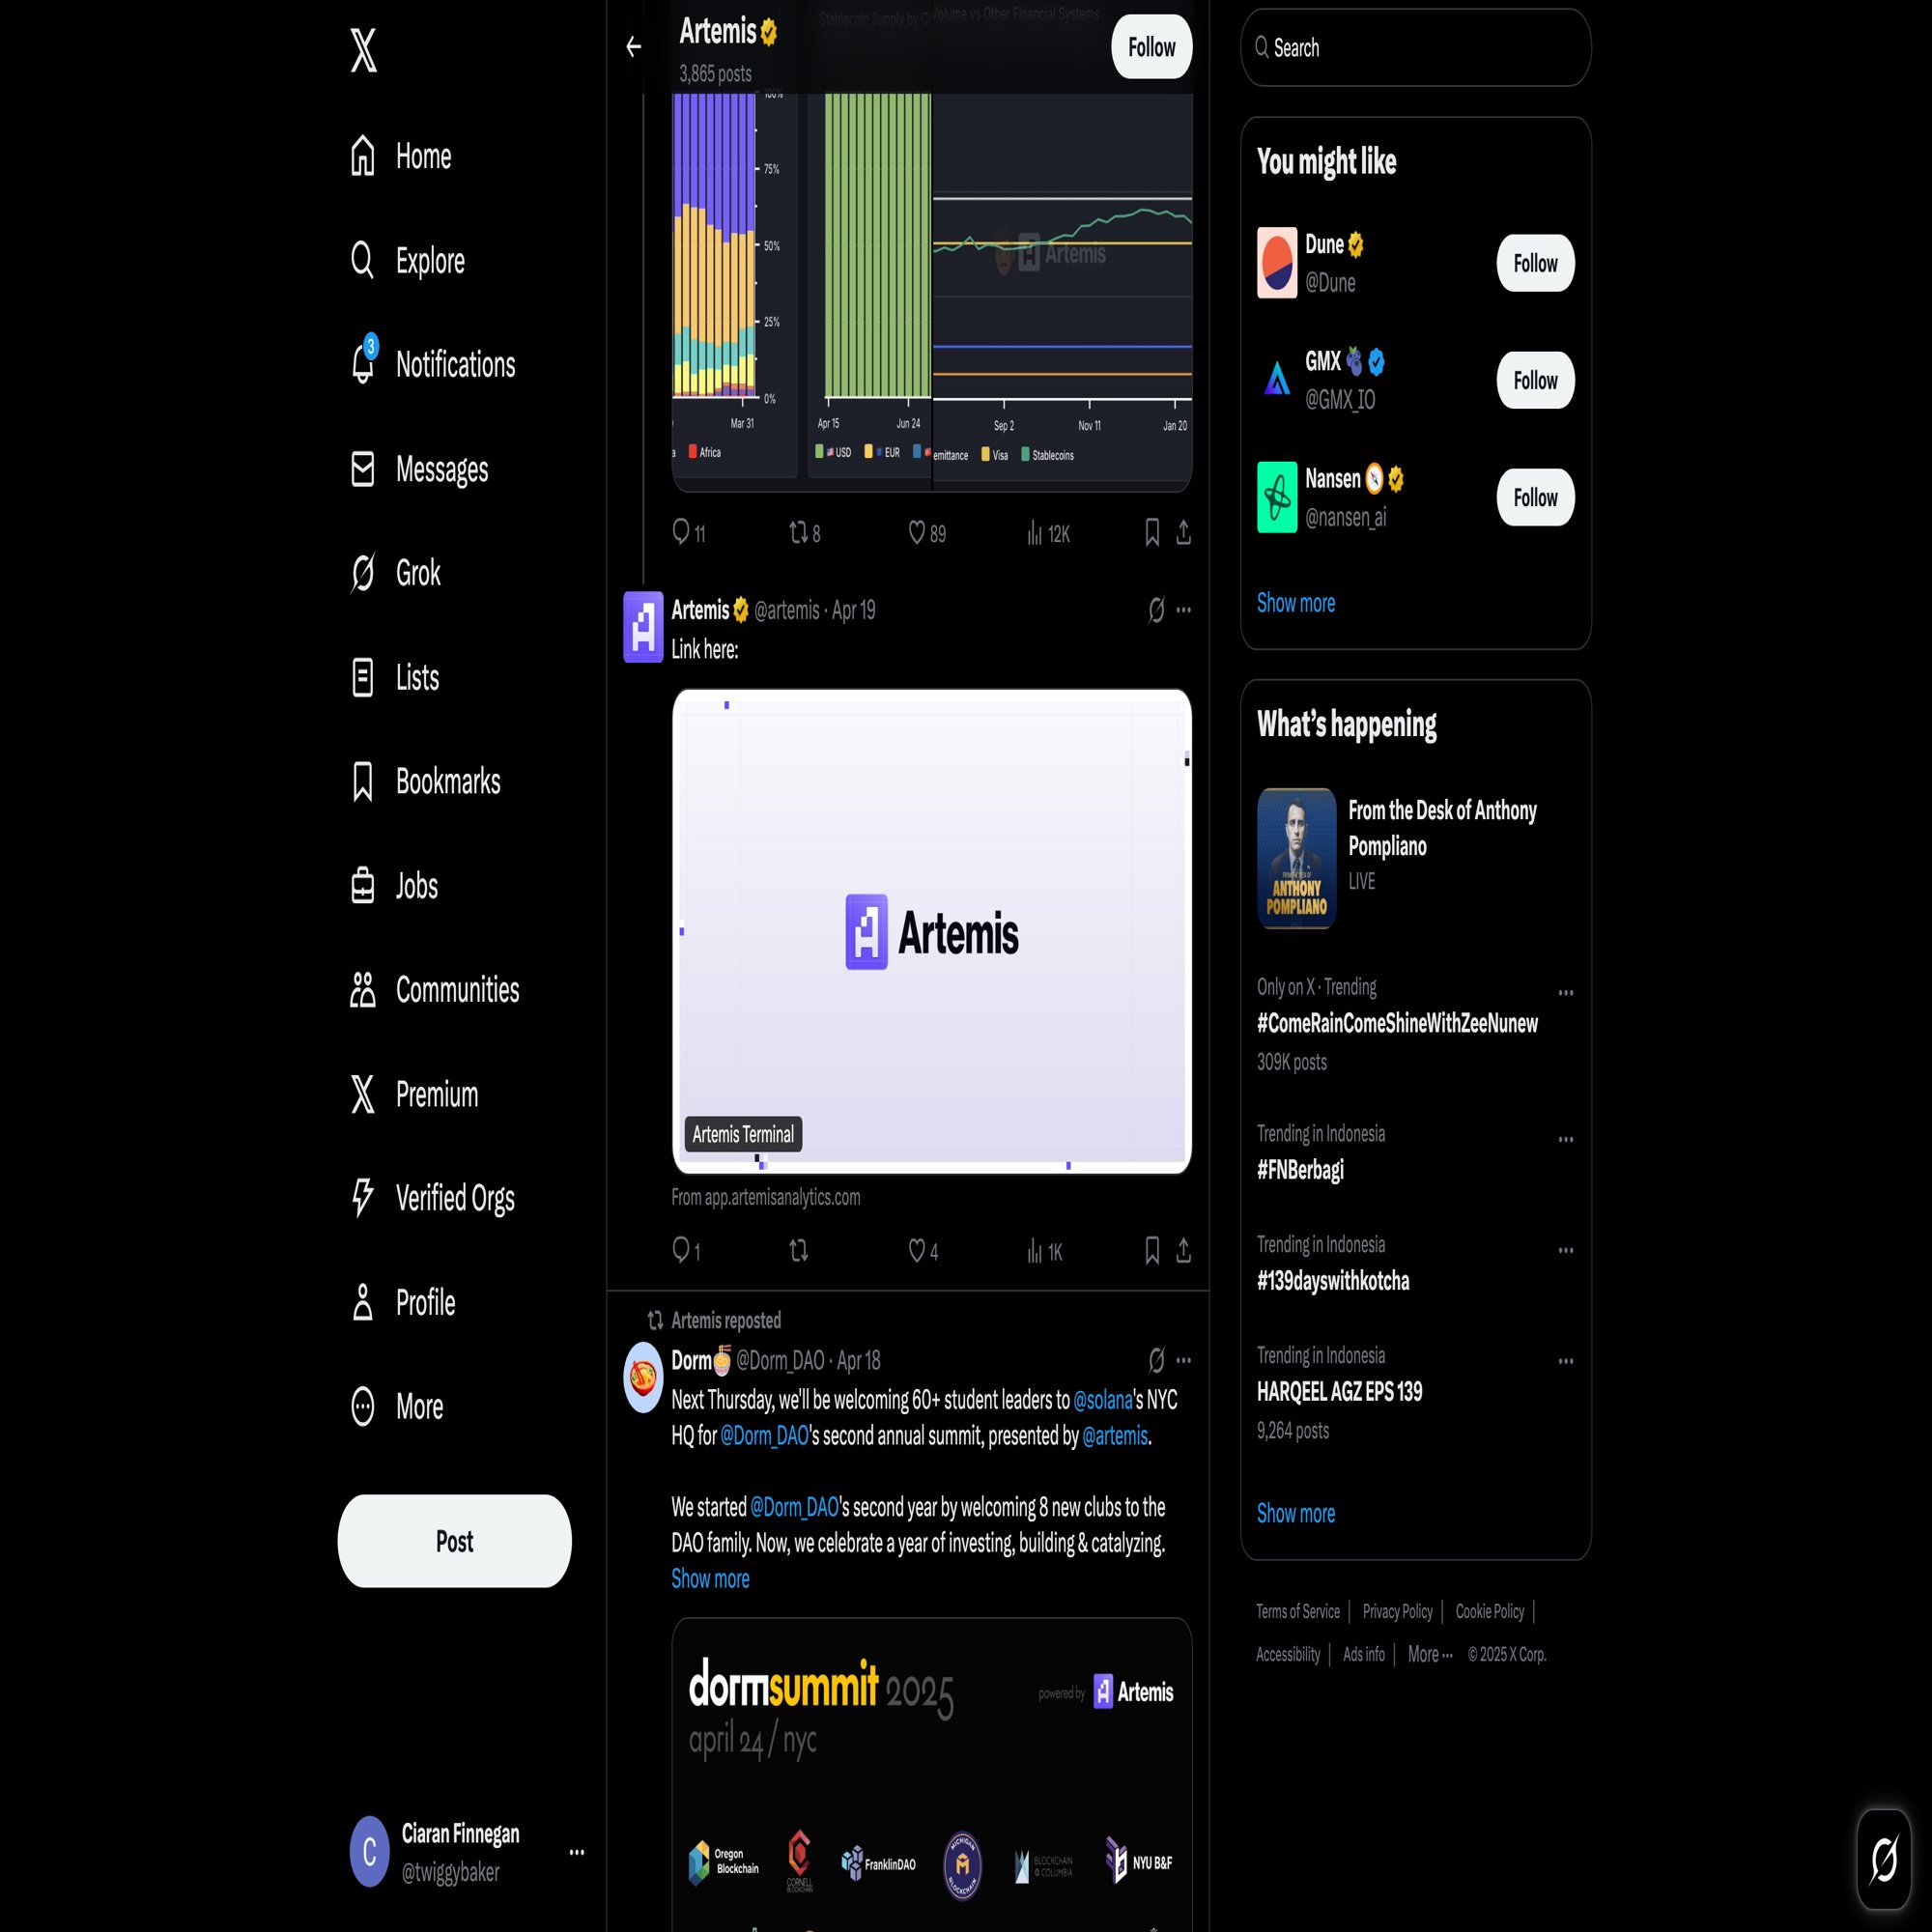 Home
Explore
3
Notifications
Messages
Grok
Lists
Bookmarks
Jobs
Communities
Premium
Verified Orgs
Profile
More
Post
Ciaran Finnegan
@twiggybaker
Artemis
3,865 posts
Follow
Volume vs Other Financial Systems
100%
75%
50%
25%
0%
Mar 31
Africa
Apr 15 Jun 24
USD EUR
Artemis
Sep 2 Nov 11 Jan 20
emittance Visa Stablecoins
11 8 89 12K
Artemis @artemis · Apr 19
Link here:
Artemis
Artemis Terminal
From app.artemisanalytics.com
1 4 1K
Artemis reposted
Dorm @Dorm_DAO · Apr 18
Next Thursday, we'll be welcoming 60+ student leaders to @solana's NYC
HQ for @Dorm_DAO's second annual summit, presented by @artemis.
We started @Dorm_DAO's second year by welcoming 8 new clubs to the
DAO family. Now, we celebrate a year of investing, building & catalyzing.
Show more
dormsummit 2025
april 24 / nyc
powered by Artemis
Oregon
Blockchain
CORNELL
BLOCKCHAIN
FranklinDAO
MICHIGAN
BLOCKCHAIN
BLOCKCHAIN
@ COLUMBIA
NYU B&F
Search
You might like
Dune
@Dune
Follow
GMX
@GMX_IO
Follow
Nansen
@nansen_ai
Follow
Show more
What's happening
FROM THE DESK OF
ANTHONY
POMPLIANO
From the Desk of Anthony
Pompliano
LIVE
Only on X · Trending
#ComeRainComeShineWithZeeNunew
309K posts
Trending in Indonesia
#FNBerbagi
Trending in Indonesia
#139dayswithkotcha
Trending in Indonesia
HARQEEL AGZ EPS 139
9,264 posts
Show more
Terms of Service | Privacy Policy | Cookie Policy |
Accessibility | Ads info | More ··· © 2025 X Corp.